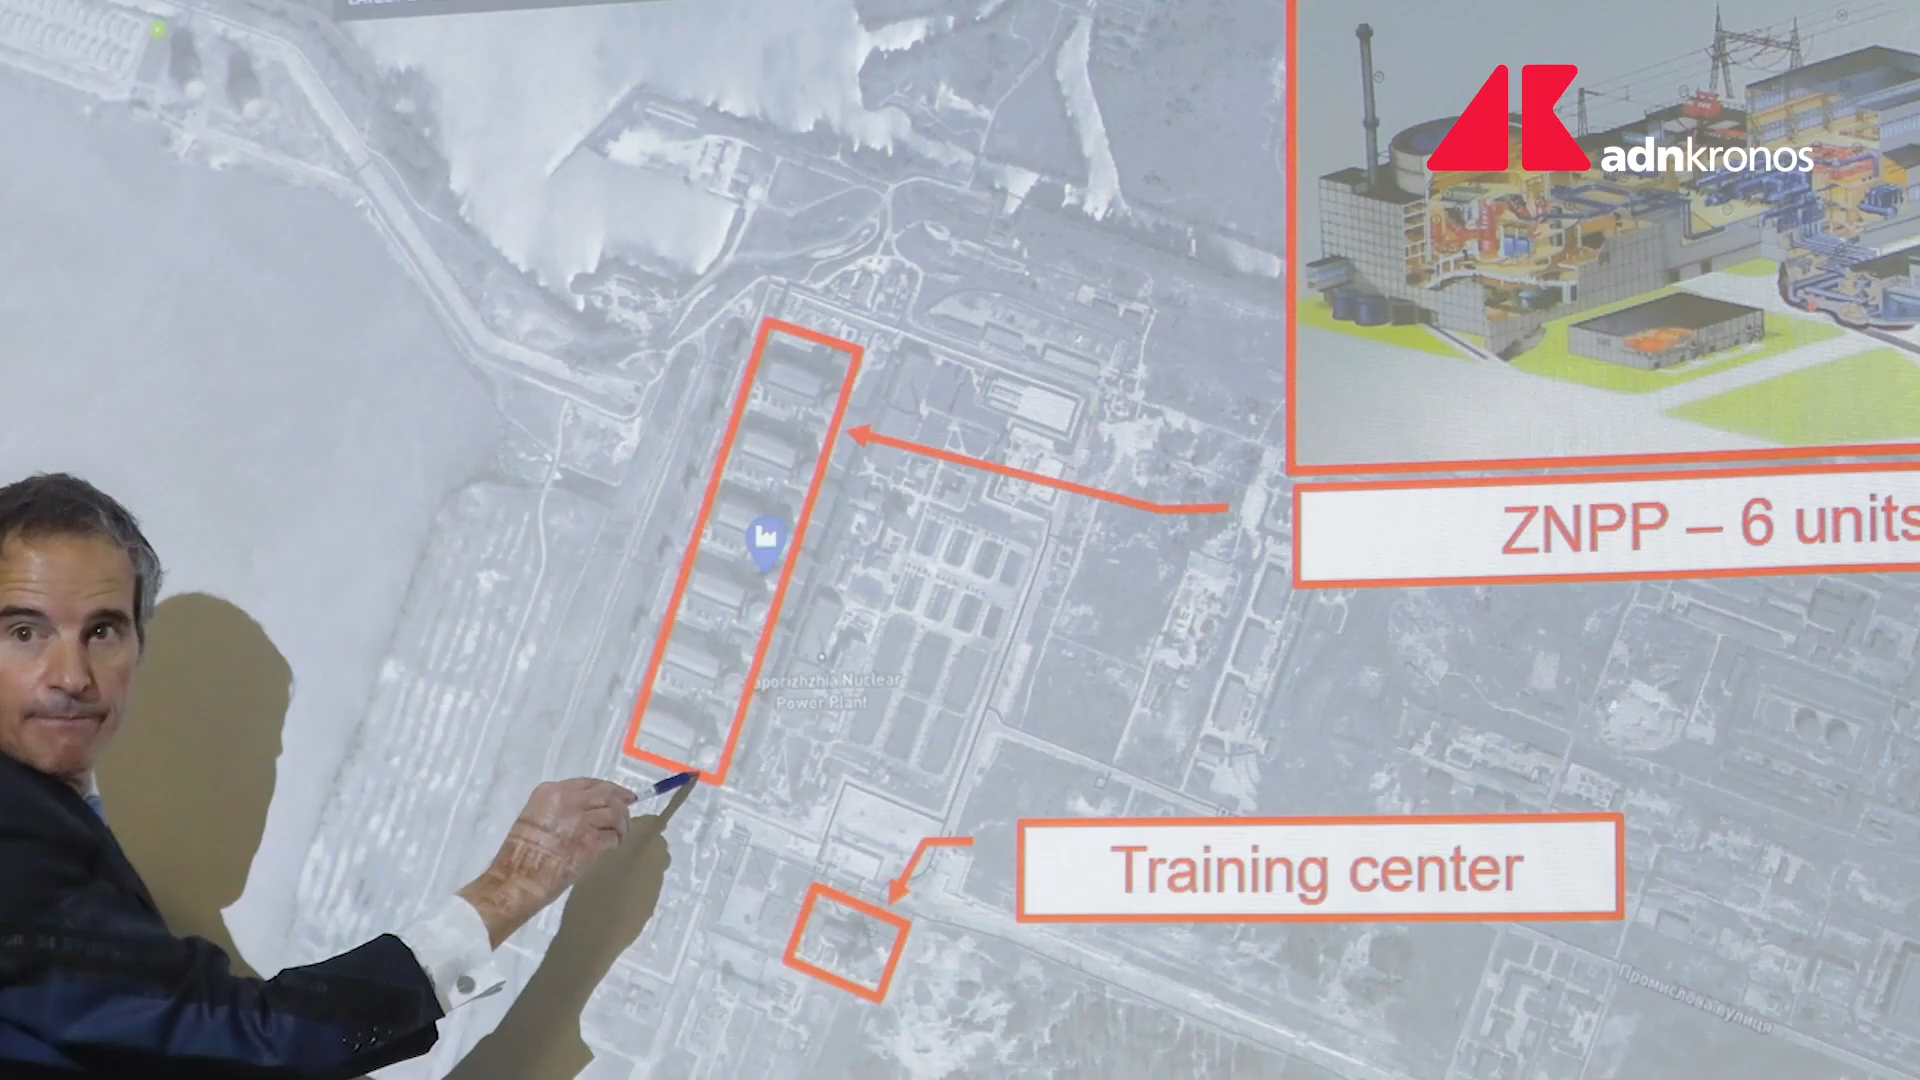 adnkronos
ZNPP – 6 units
aporizhzhia Nuclear
Power Plant
Training center
Промислова вулиця